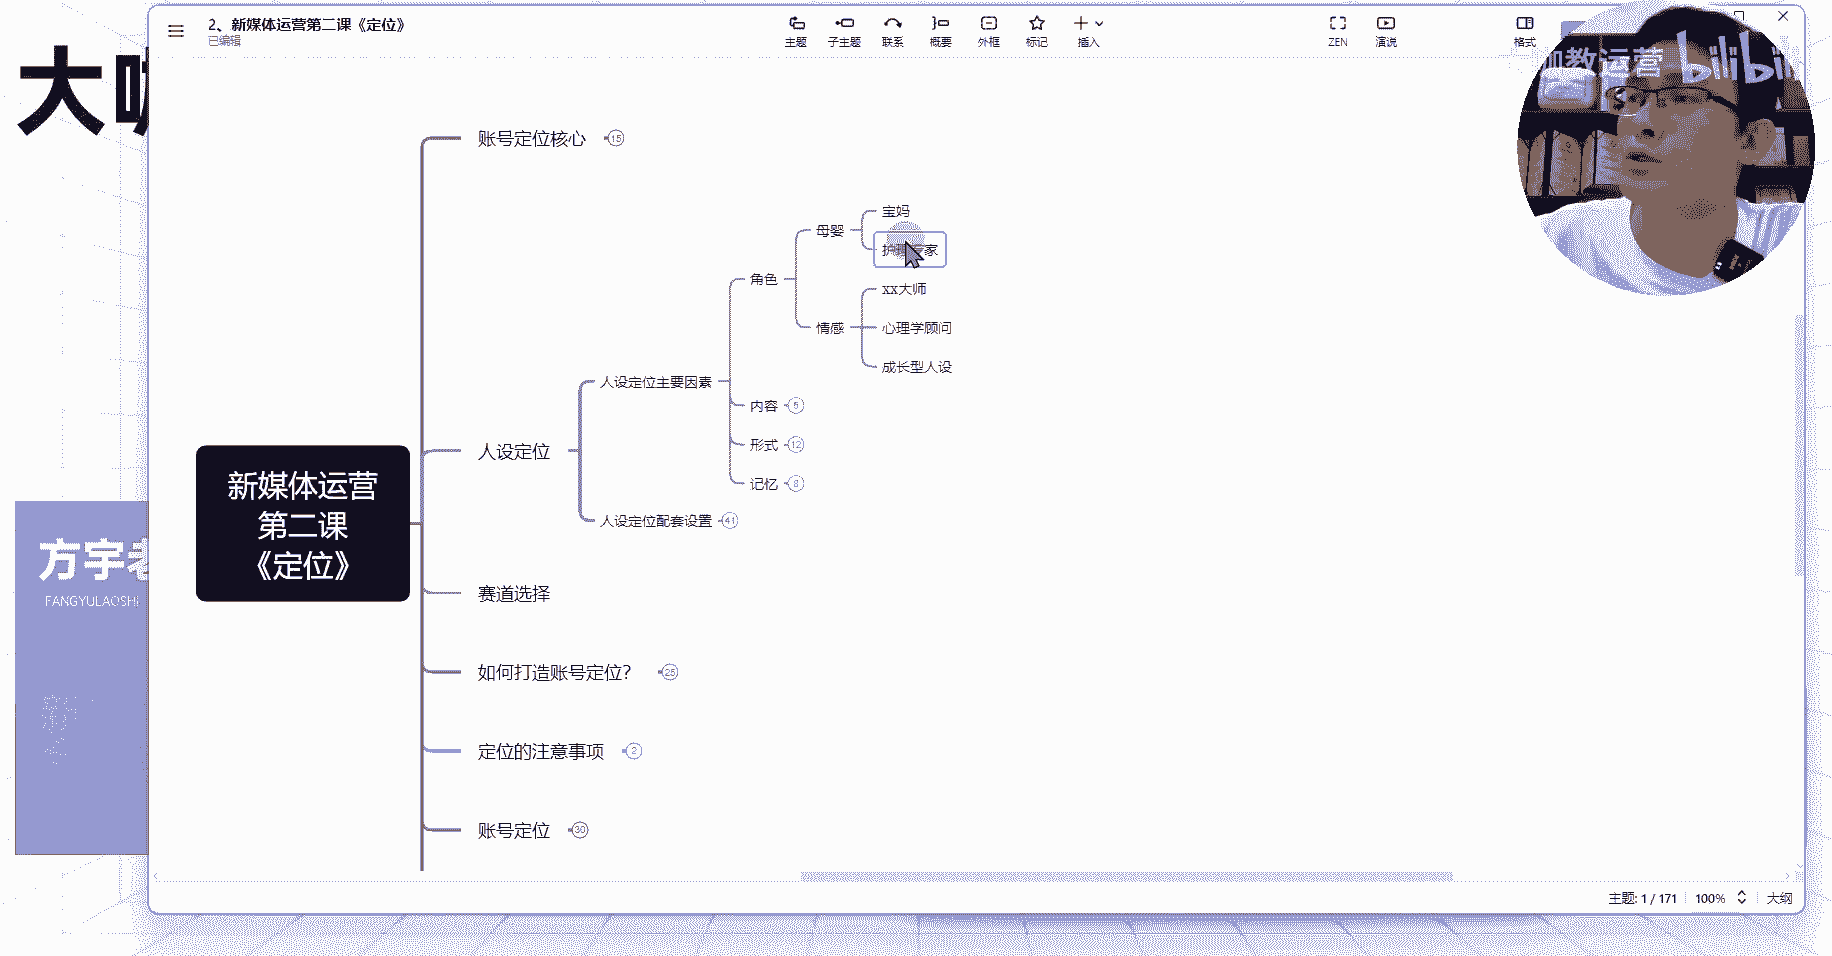 大咖
2、新媒体运营第二课《定位》
已编辑
主题
子主题
联系
概要
外框
标记
插入
ZEN
演说
格式
咖教运营 bilibili
账号定位核心 15
宝妈
母婴
护理专家
角色
xx大师
情感
心理学顾问
成长型人设
人设定位主要因素
内容 5
人设定位
形式 12
记忆 8
人设定位配套设置 41
新媒体运营
第二课
《定位》
方宇老
FANGYULAOSHI
赛道选择
如何打造账号定位? 25
定位的注意事项 2
账号定位 30
主题: 1 / 171
100%
大纲